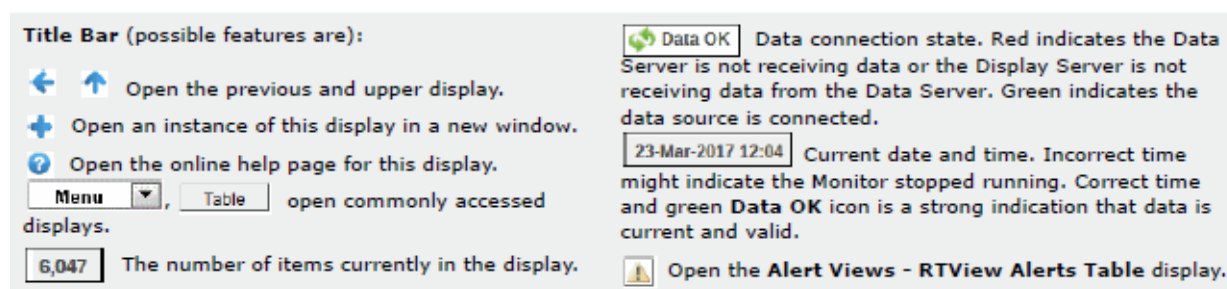 Title Bar (possible features are):
Open the previous and upper display.
Open an instance of this display in a new window.
? Open the online help page for this display.
Menu , Table open commonly accessed
displays.
6,047 The number of items currently in the display.
Data OK Data connection state. Red indicates the Data
Server is not receiving data or the Display Server is not
receiving data from the Data Server. Green indicates the
data source is connected.
23-Mar-2017 12:04 Current date and time. Incorrect time
might indicate the Monitor stopped running. Correct time
and green Data OK icon is a strong indication that data is
current and valid.
Open the Alert Views - RTView Alerts Table display.